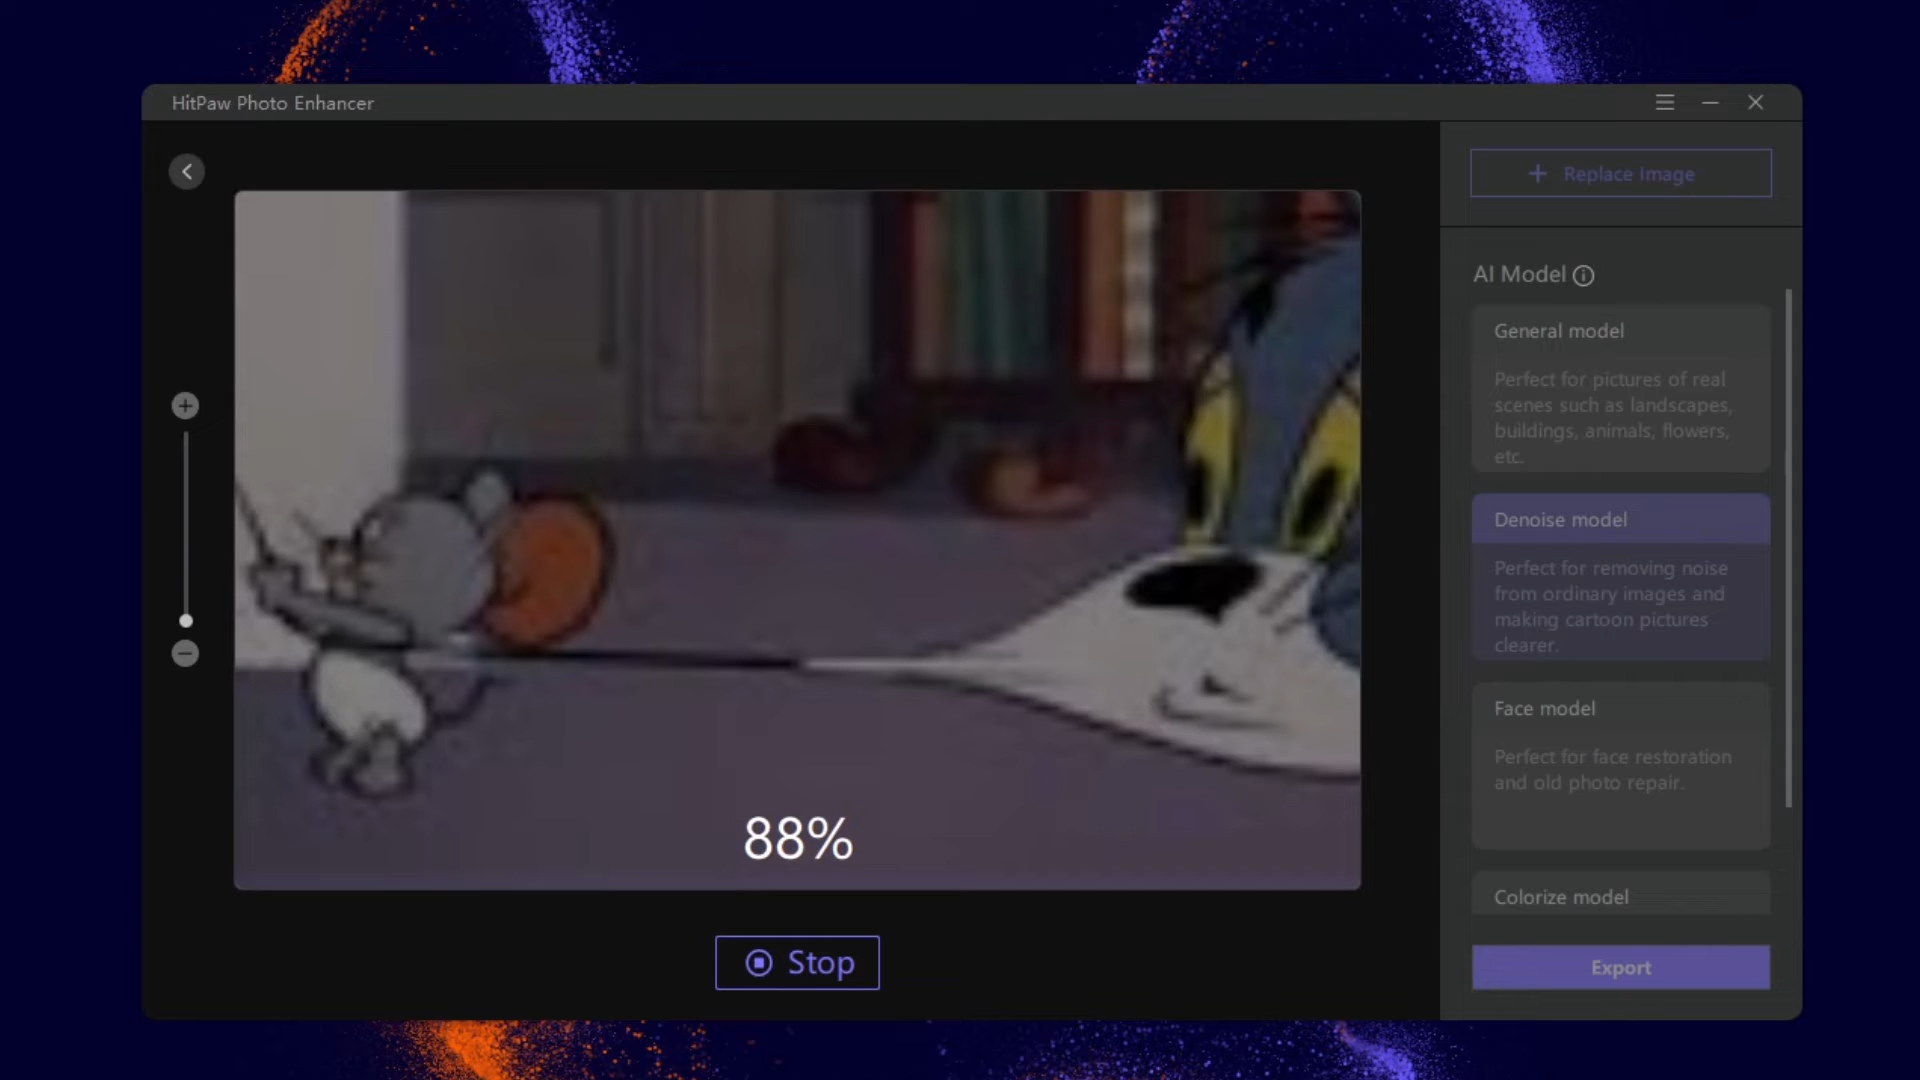 HitPaw Photo Enhancer
Replace Image
AI Model
General model
Perfect for pictures of real
scenes such as landscapes,
buildings, animals, flowers,
etc.
Denoise model
Perfect for removing noise
from ordinary images and
making cartoon pictures
clearer.
Face model
Perfect for face restoration
and old photo repair.
Colorize model
Export
88%
Stop